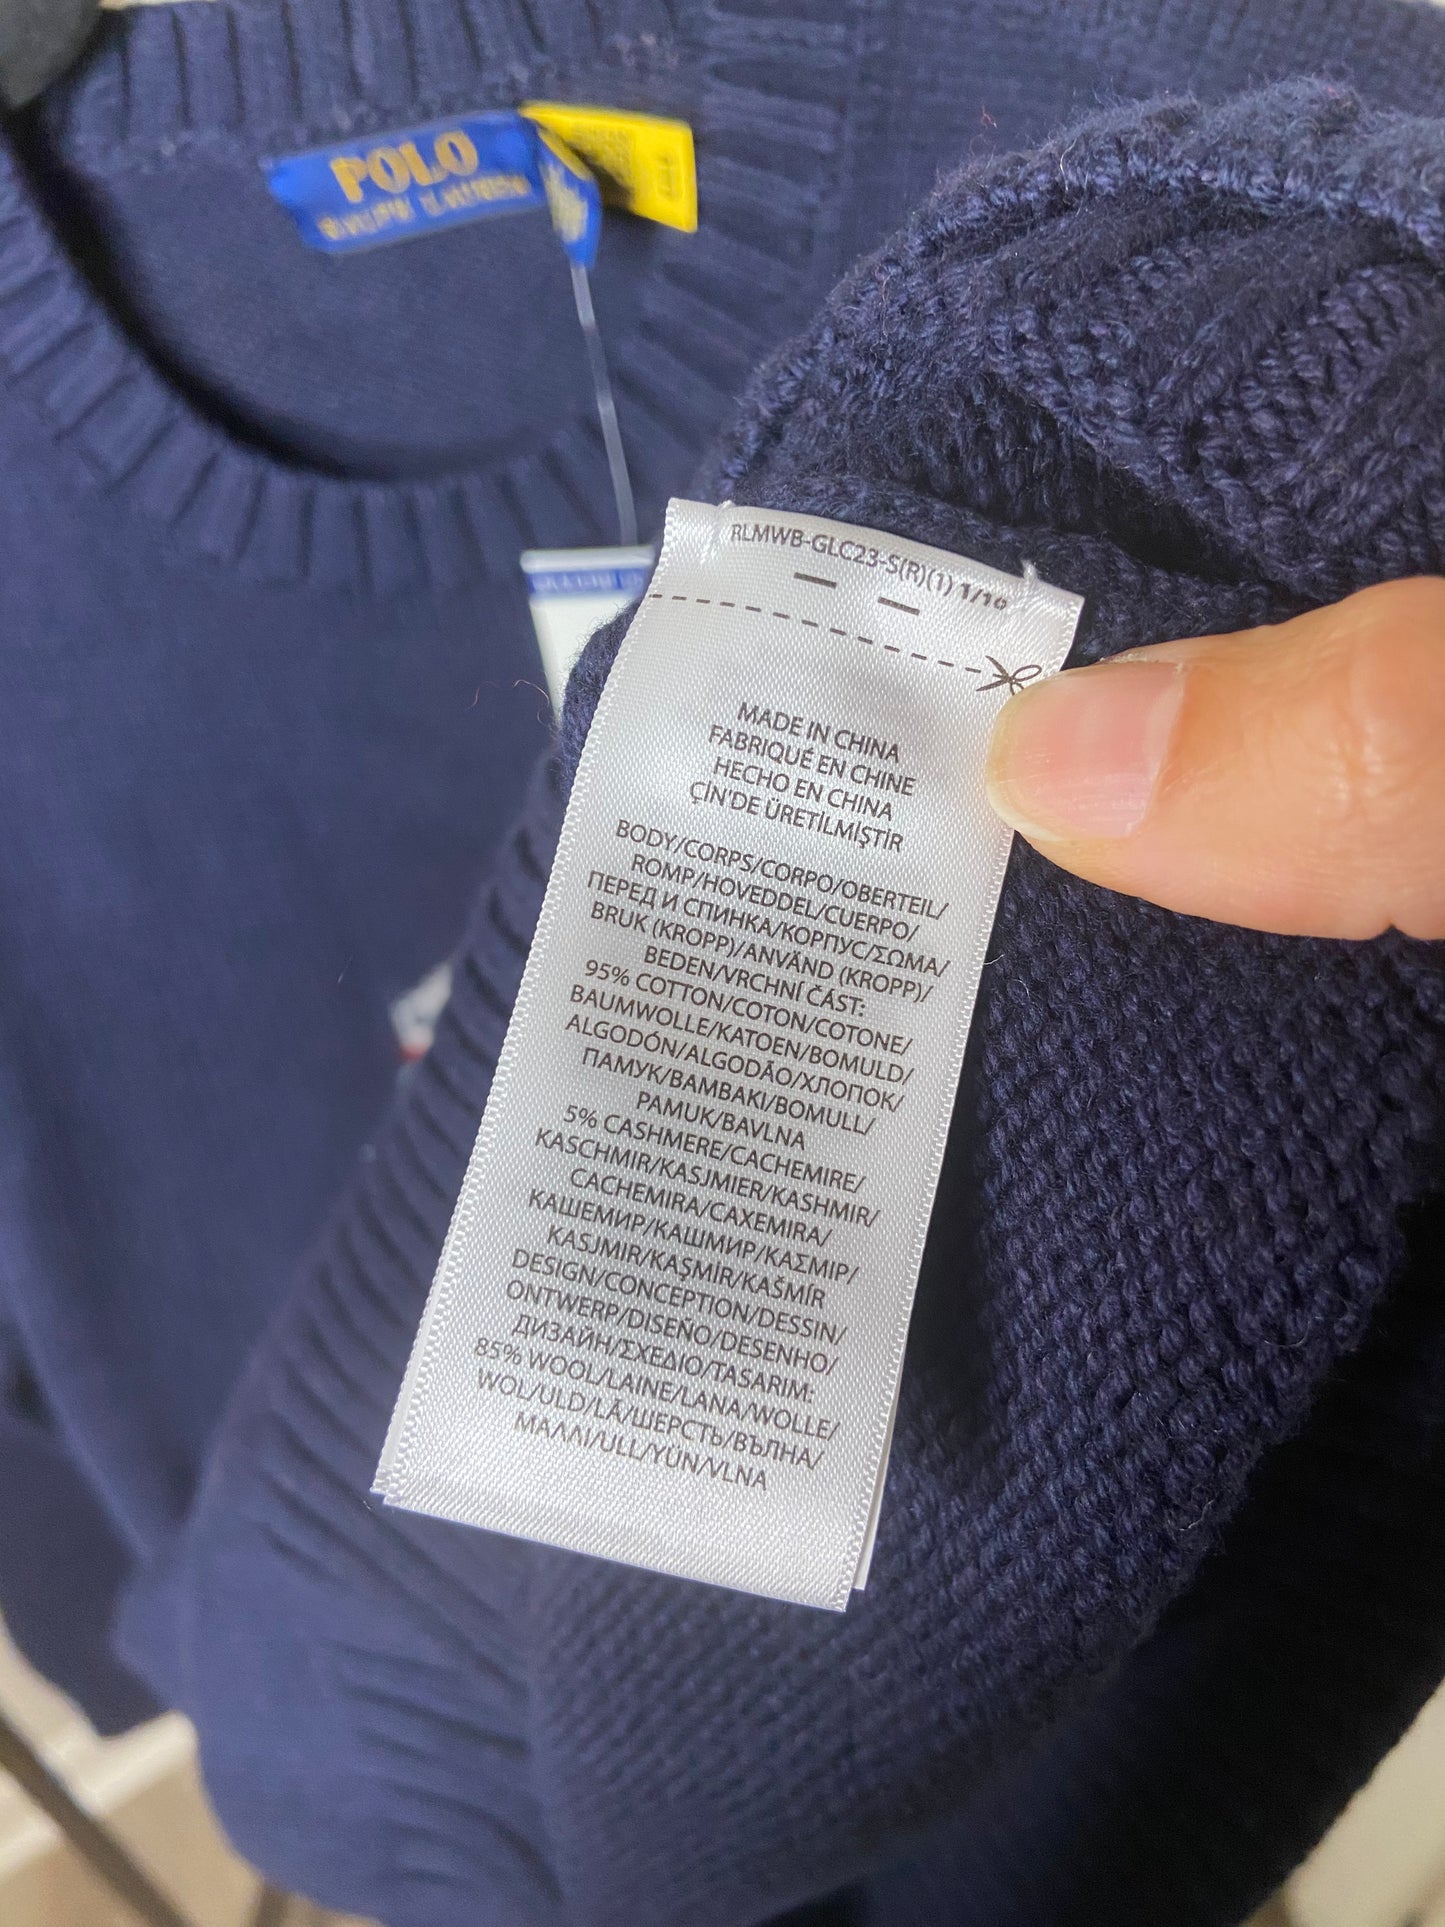 POLO
RALPH LAUREN
RLMWB-GLC23-S(R)(1) 1/10
MADE IN CHINA
FABRIQUÉ EN CHINE
HECHO EN CHINA
ÇİN'DE ÜRETİLMİŞTİR
BODY/CORPS/CORPO/OBERTEIL/
ROMP/HOVEDDEL/CUERPO/
ПЕРЕД И СПИНКА/КОРПУС/ΣΩΜΑ/
BRUK (KROPP)/ANVÄND (KROPP)/
BEDEN/VRCHNÍ ČÁST:
95% COTTON/COTON/COTONE/
BAUMWOLLE/KATOEN/BOMULD/
ALGODÓN/ALGODÃO/ХЛОПОК/
ПАМУК/BAMBAKI/BOMULL/
PAMUK/BAVLNA
5% CASHMERE/CACHEMIRE/
KASCHMIR/KASJMIER/KASHMIR/
CACHEMIRA/CAXEMIRA/
КАШЕМИР/КАШМИР/ΚΑΣΜΙΡ/
KASJMIR/KAŞMİR/KAŠMÍR
DESIGN/CONCEPTION/DESSIN/
ONTWERP/DISEÑO/DESENHO/
ДИЗАЙН/ΣΧΕΔΙΟ/TASARIM:
85% WOOL/LAINE/LANA/WOLLE/
WOL/ULD/LÃ/ШЕРСТЬ/ВЪЛНА/
ΜΑΛΛΙ/ULL/YÜN/VLNA